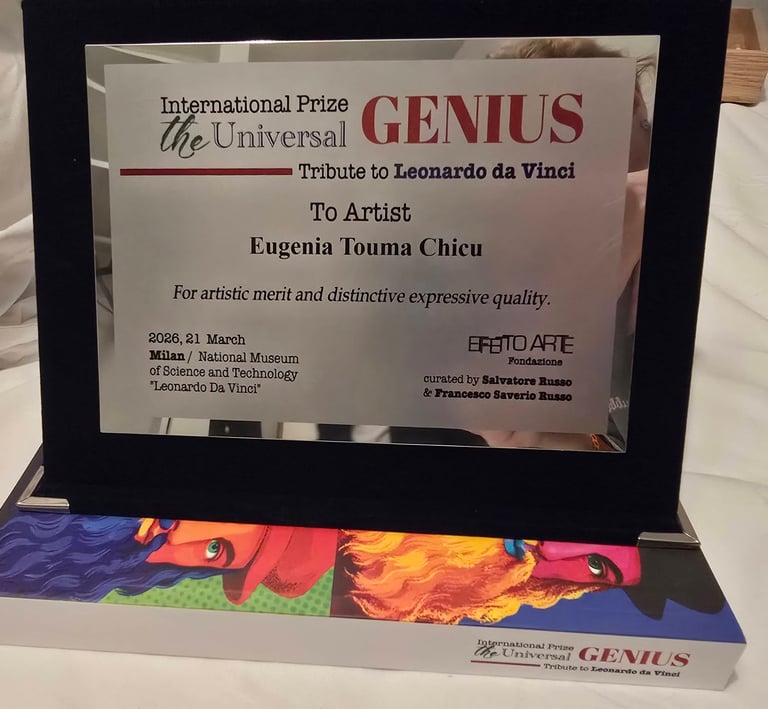 International Prize
the Universal GENIUS
Tribute to Leonardo da Vinci
To Artist
Eugenia Touma Chicu
For artistic merit and distinctive expressive quality.
2026, 21 March
Milan / National Museum
of Science and Technology
"Leonardo Da Vinci"
EFFETTO ARTE
Fondazione
curated by Salvatore Russo
& Francesco Saverio Russo
International Prize
the Universal GENIUS
Tribute to Leonardo da Vinci